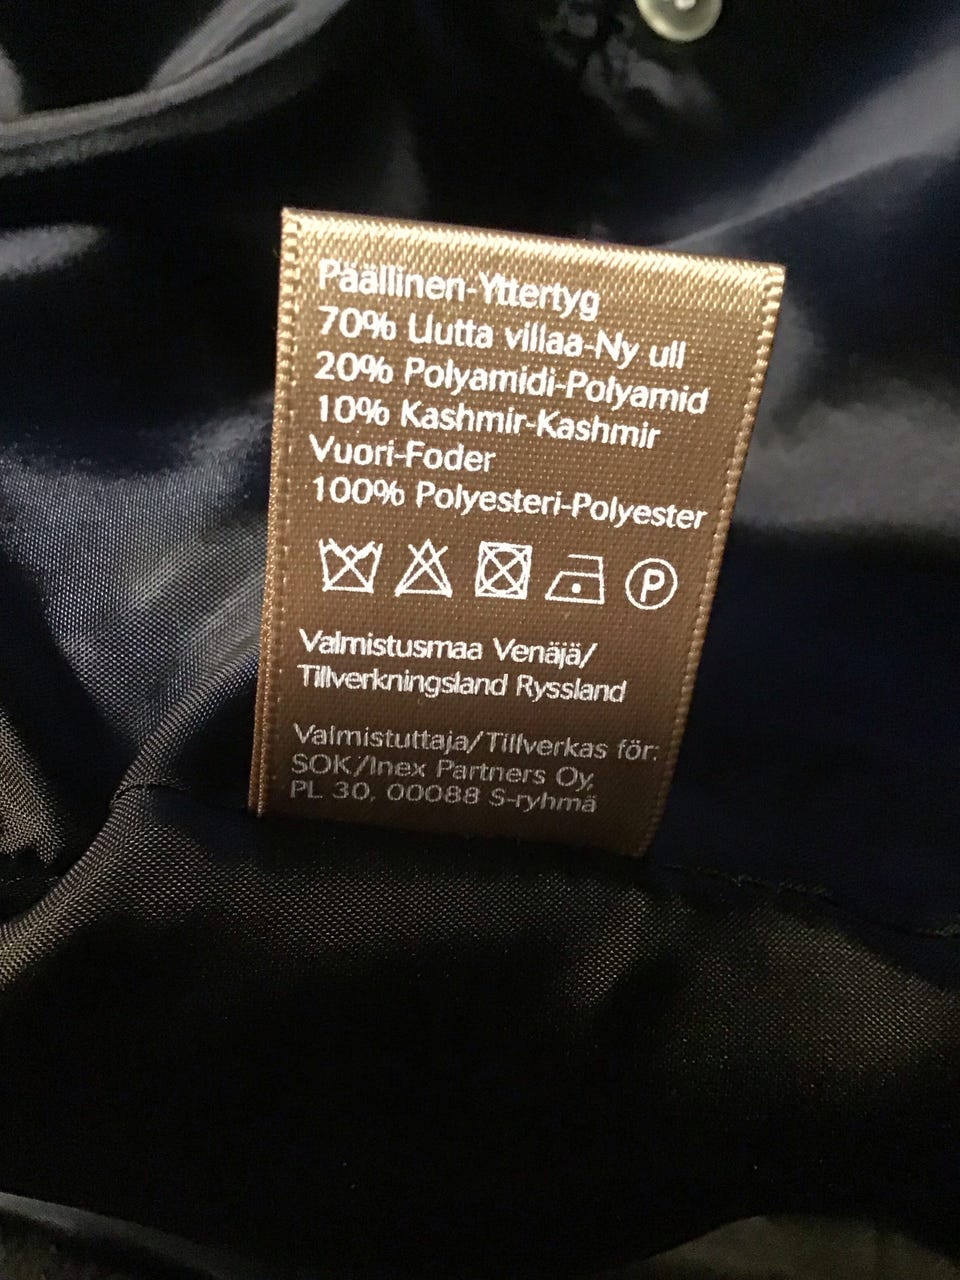 Päällinen-Yttertyg
70% Uutta villaa-Ny ull
20% Polyamidi-Polyamid
10% Kashmir-Kashmir
Vuori-Foder
100% Polyesteri-Polyester
P
Valmistusmaa Venäjä/
Tillverkningsland Ryssland
Valmistuttaja/Tillverkas för:
SOK/Inex Partners Oy,
PL 30, 00088 S-ryhmä